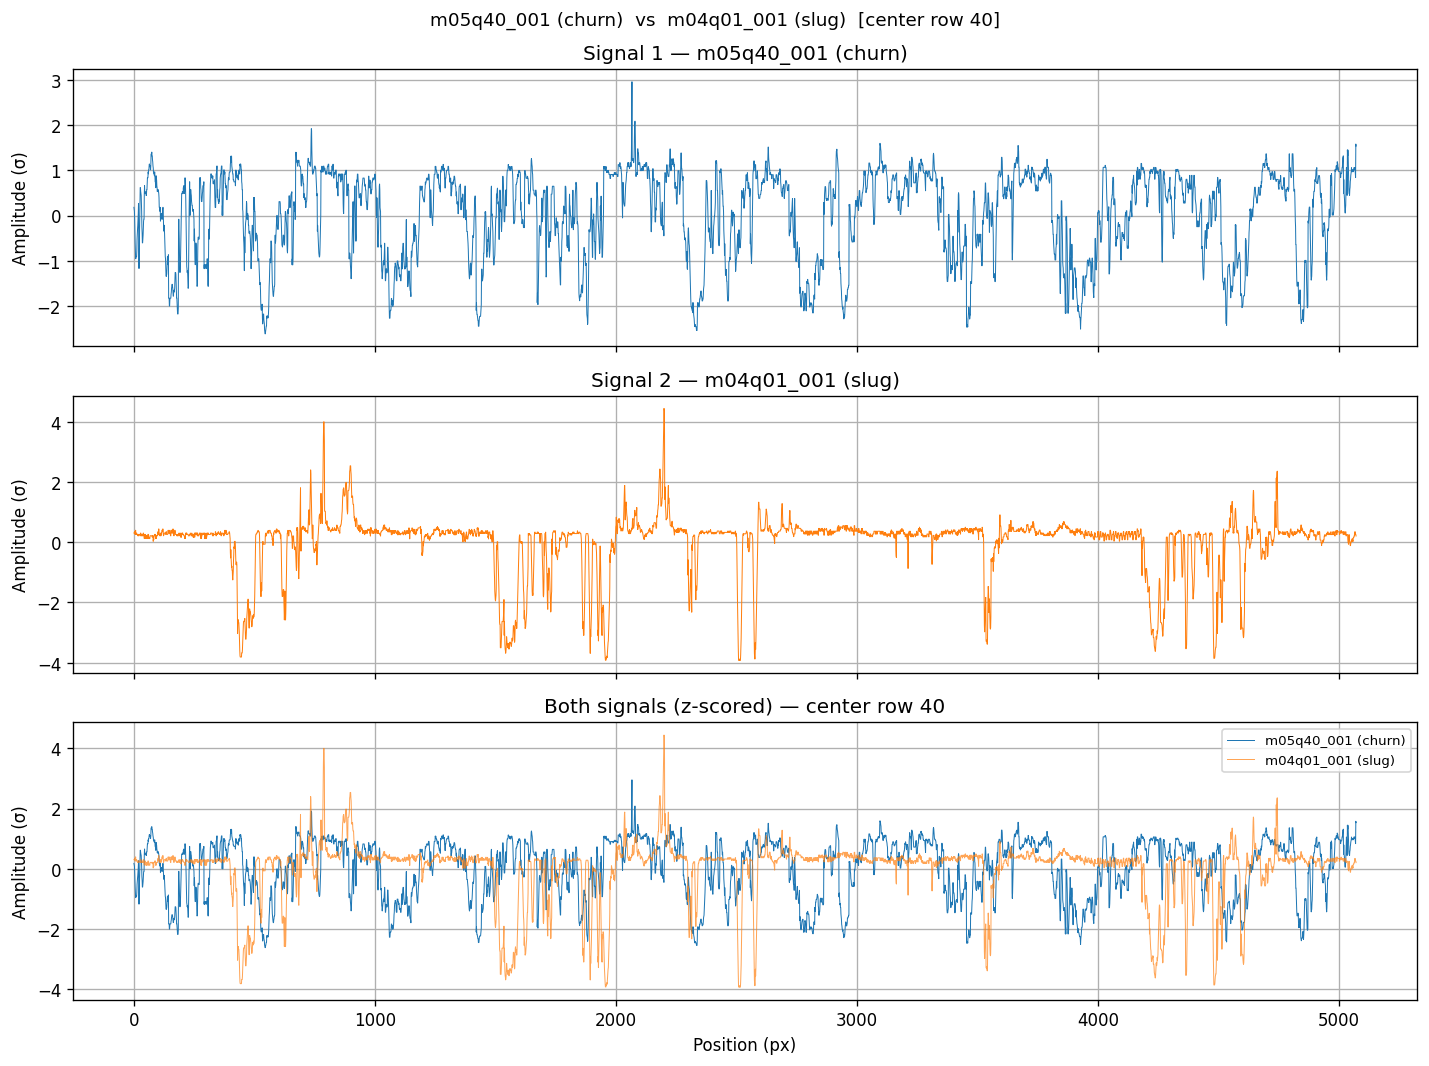 m05q40_001 (churn)  vs  m04q01_001 (slug)  [center row 40]
Signal 1 — m05q40_001 (churn)
Amplitude (σ)
3
2
1
0
−1
−2
Signal 2 — m04q01_001 (slug)
Amplitude (σ)
4
2
0
−2
−4
Both signals (z-scored) — center row 40
Amplitude (σ)
4
2
0
−2
−4
m05q40_001 (churn)
m04q01_001 (slug)
0 1000 2000 3000 4000 5000
Position (px)